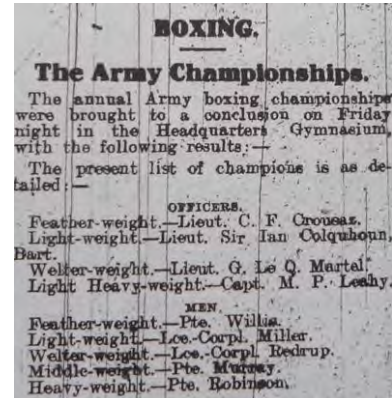 BOXING.
The Army Championships.
The annual Army boxing championships
were brought to a conclusion on Friday
night in the Headquarters Gymnasium,
with the following results:—
The present list of champions is as de-
tailed:—
OFFICERS.
Feather-weight.—Lieut. C. F. Crousaz.
Light-weight.—Lieut. Sir Ian Colquhoun,
Bart.
Welter-weight.—Lieut. G. Le Q. Martel.
Light Heavy-weight.—Capt. M. P. Leahy.
MEN.
Feather-weight.—Pte. Willis.
Light-weight.—Lce.-Corpl. Miller.
Welter-weight.—Lce.-Corpl. Redrup.
Middle-weight.—Pte. Murray.
Heavy-weight.—Pte. Robinson.